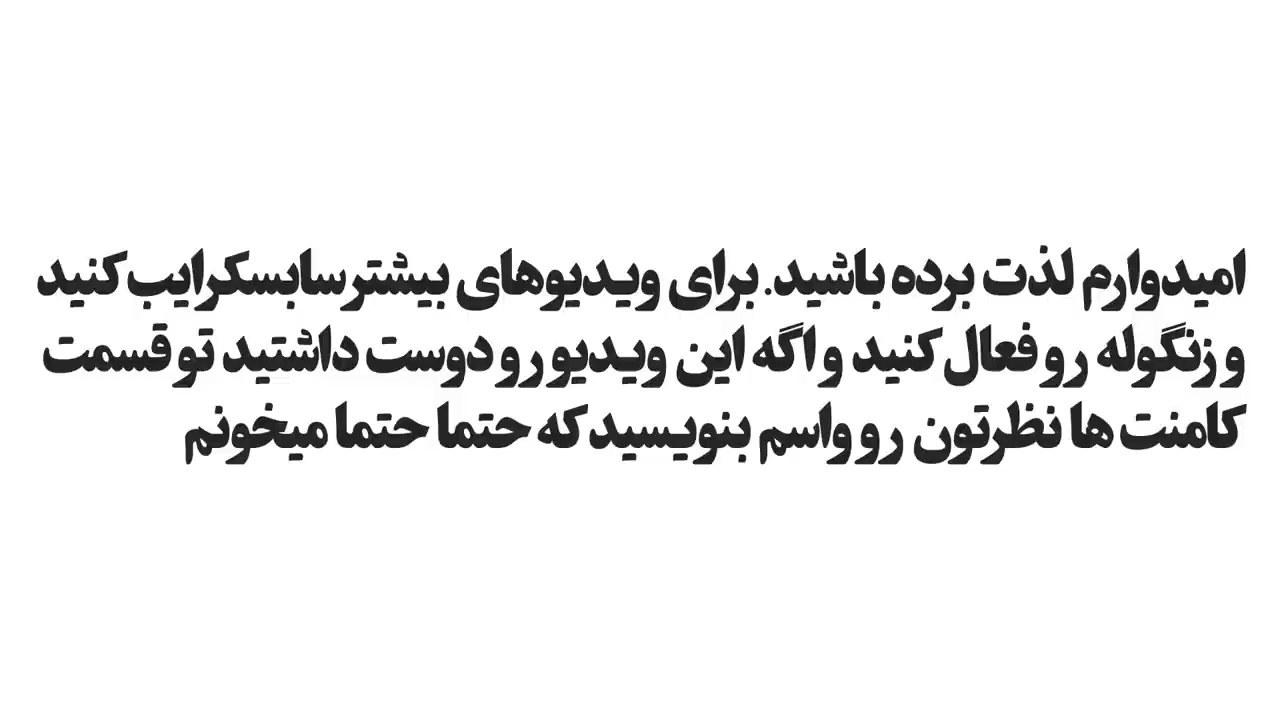 امیدوارم لذت برده باشید. برای ویدیوهای بیشتر سابسکرایب کنید
و زنگوله رو فعال کنید و اگه این ویدیو رو دوست داشتید تو قسمت
کامنت ها نظرتون رو واسم بنویسید که حتما حتما میخونم